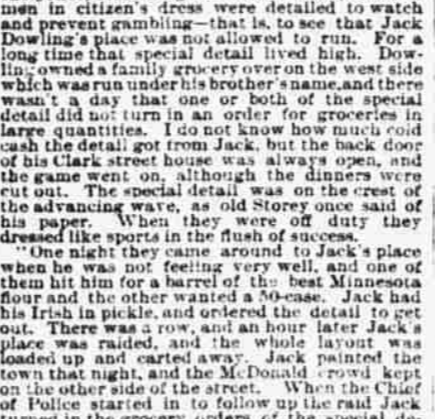 men in citizen's dress were detailed to watch
and prevent gambling—that is, to see that Jack
Dowling's place was not allowed to run. For a
long time that special detail lived high. Dow-
ling owned a family grocery over on the west side
which was run under his brother's name, and there
wasn't a day that one or both of the special
detail did not turn in an order for groceries in
large quantities. I do not know how much cold
cash the detail got from Jack, but the back door
of his Clark street house was always open, and
the game went on, although the dinners were
cut out. The special detail was on the crest of
the advancing wave, as old Storey once said of
his paper. When they were off duty they
dressed like sports in the flush of success.
"One night they came around to Jack's place
when he was not feeling very well, and one of
them hit him for a barrel of the best Minnesota
flour and the other wanted a 50-case. Jack had
his Irish in pickle, and ordered the detail to get
out. There was a row, and an hour later Jack's
place was raided, and the whole layout was
loaded up and carted away. Jack painted the
town that night, and the McDonald crowd kept
on the other side of the street. When the Chief
of Police started in to follow up the raid Jack
turned in the grocery orders of the special de-